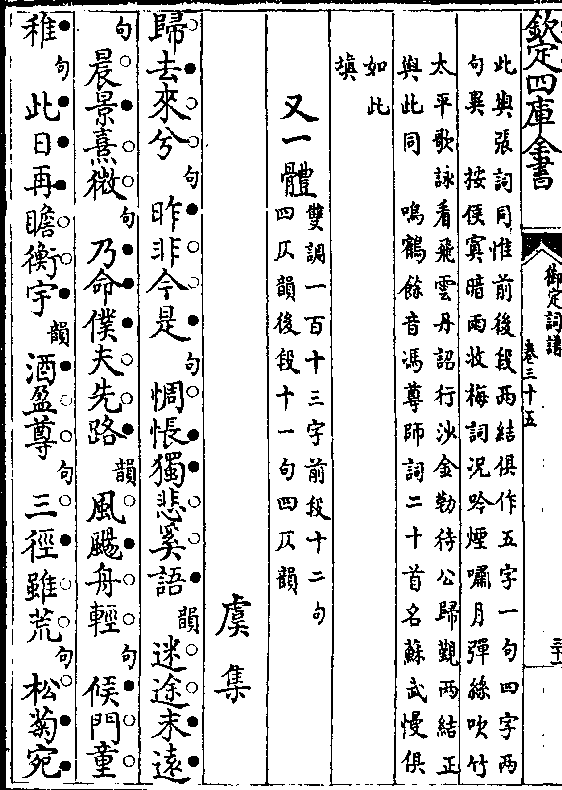 欽定四庫全書
御定詞譜
卷三十五
三十一
此與張詞同惟前後段兩結俱作五字一句四字兩
句異 按侯寘暗雨收梅詞況吟煙嘯月彈絲吹竹
太平歌詠看飛雲丹詔行沙金勒待公歸覲兩結正
與此同 鳴鶴餘音馮尊師詞二十首名蘇武慢俱
如此
填
又一體 雙調一百十三字前段十二句
四仄韻後段十一句四仄韻
虞集
歸去來兮句昨非今是句惆悵獨悲奚語韻迷途未遠
句晨景熹微句乃命僕夫先路韻風颺舟輕句候門童
稚句此日再瞻衡宇韻酒盈尊句三徑雖荒句松菊宛